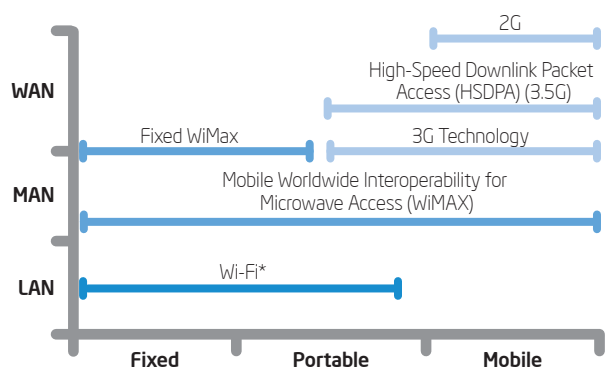 2G
High-Speed Downlink Packet
Access (HSDPA) (3.5G)
WAN
Fixed WiMax
3G Technology
Mobile Worldwide Interoperability for
Microwave Access (WiMAX)
MAN
Wi-Fi*
LAN
Fixed
Portable
Mobile